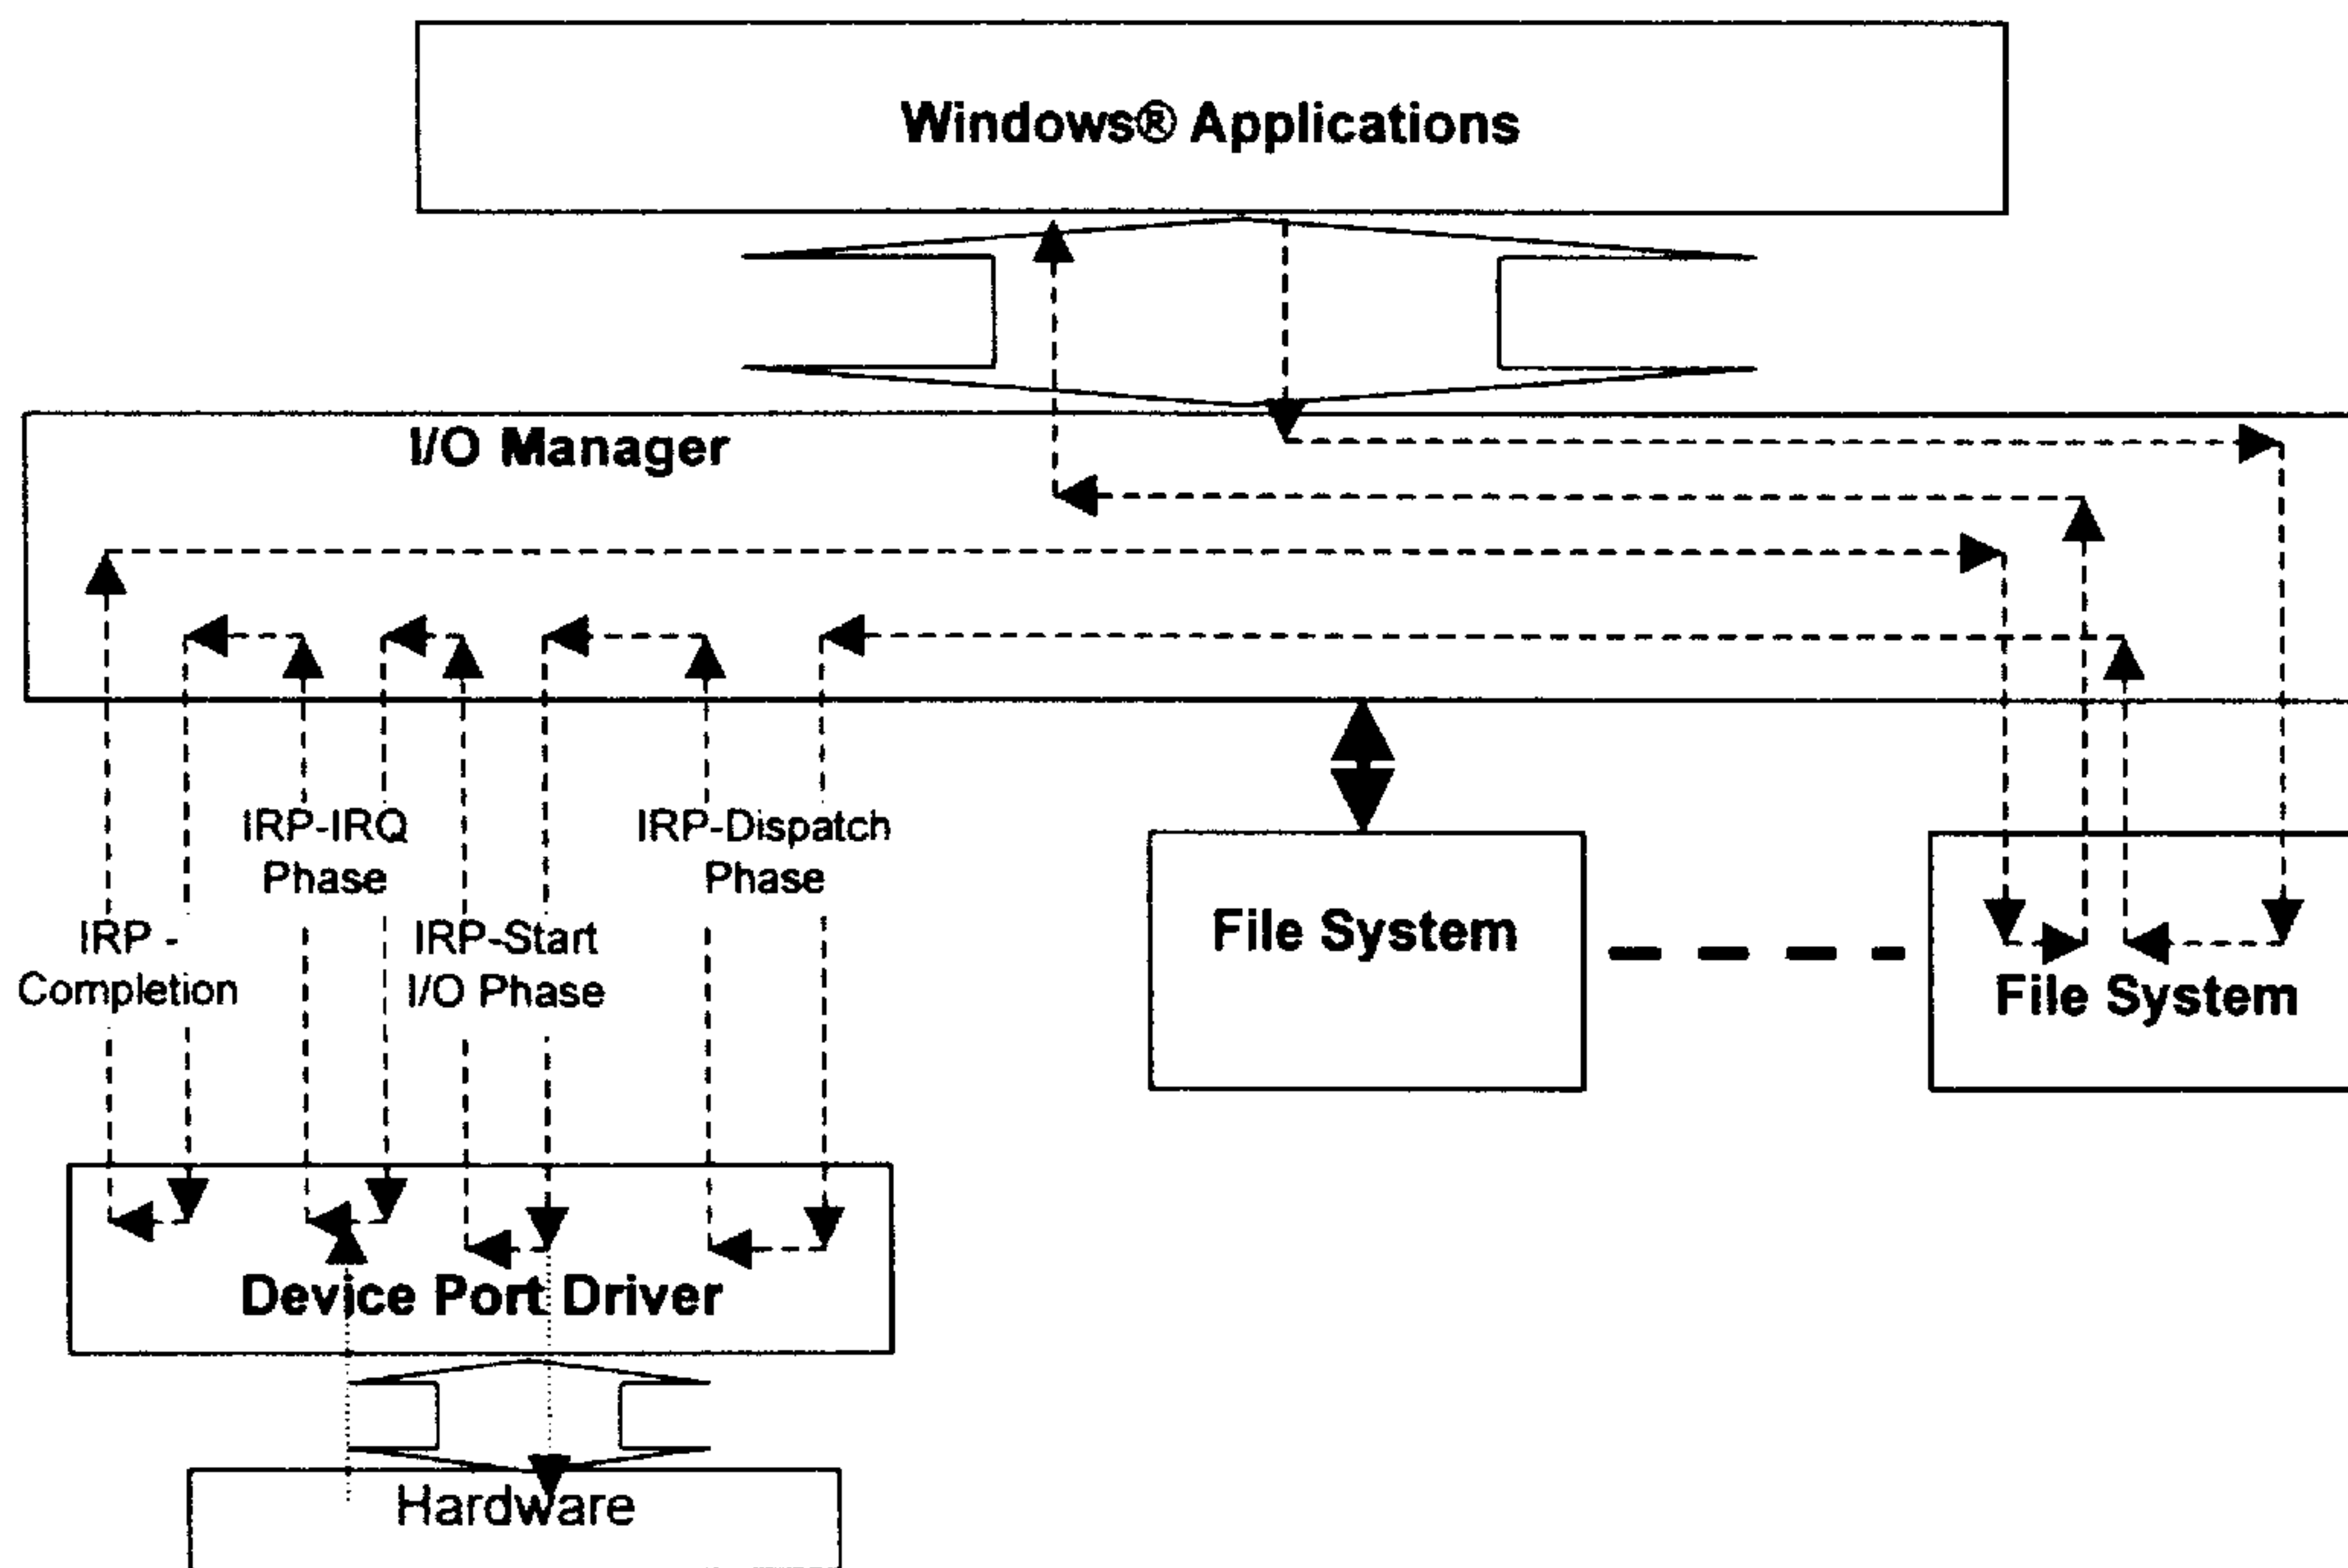 Windows® Applications
I/O Manager
IRP-IRQ
Phase
IRP-Dispatch
Phase
IRP -
Completion
IRP-Start
I/O Phase
File System
File System
Device Port Driver
Hardware